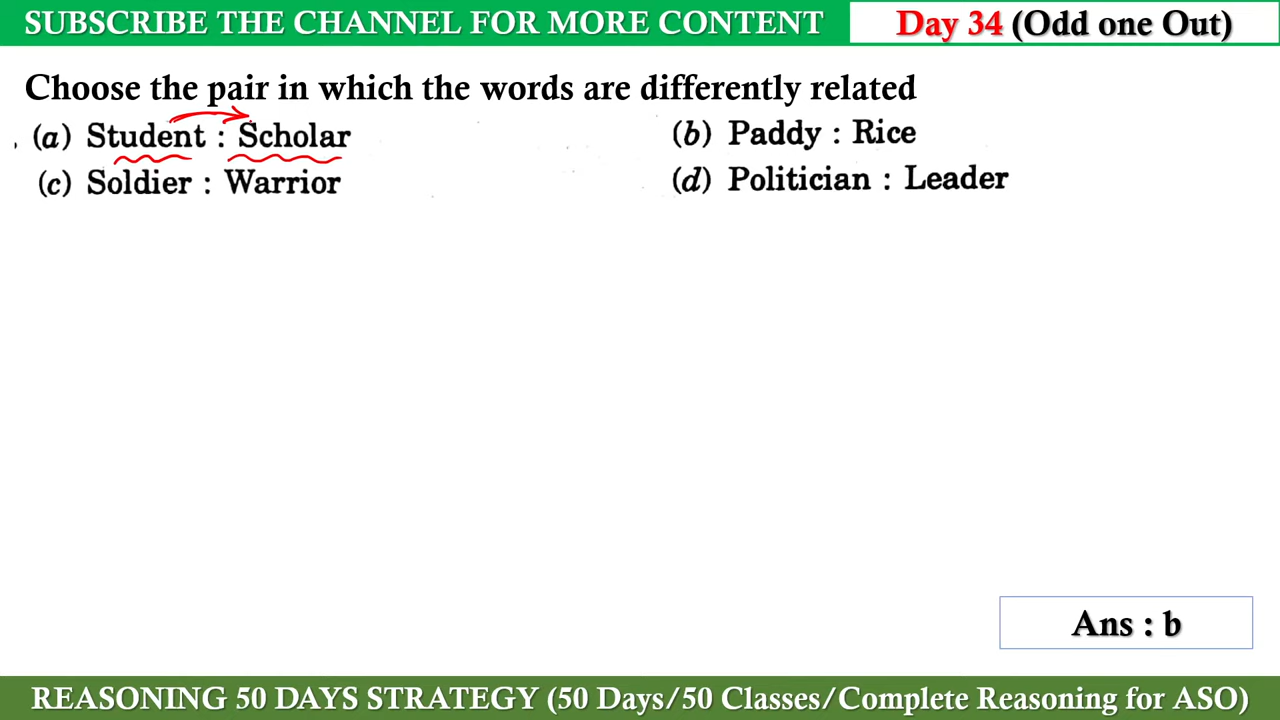 SUBSCRIBE THE CHANNEL FOR MORE CONTENT
Day 34 (Odd one Out)
Choose the pair in which the words are differently related
(a) Student : Scholar
(b) Paddy : Rice
(c) Soldier : Warrior
(d) Politician : Leader
Ans : b
REASONING 50 DAYS STRATEGY (50 Days/50 Classes/Complete Reasoning for ASO)